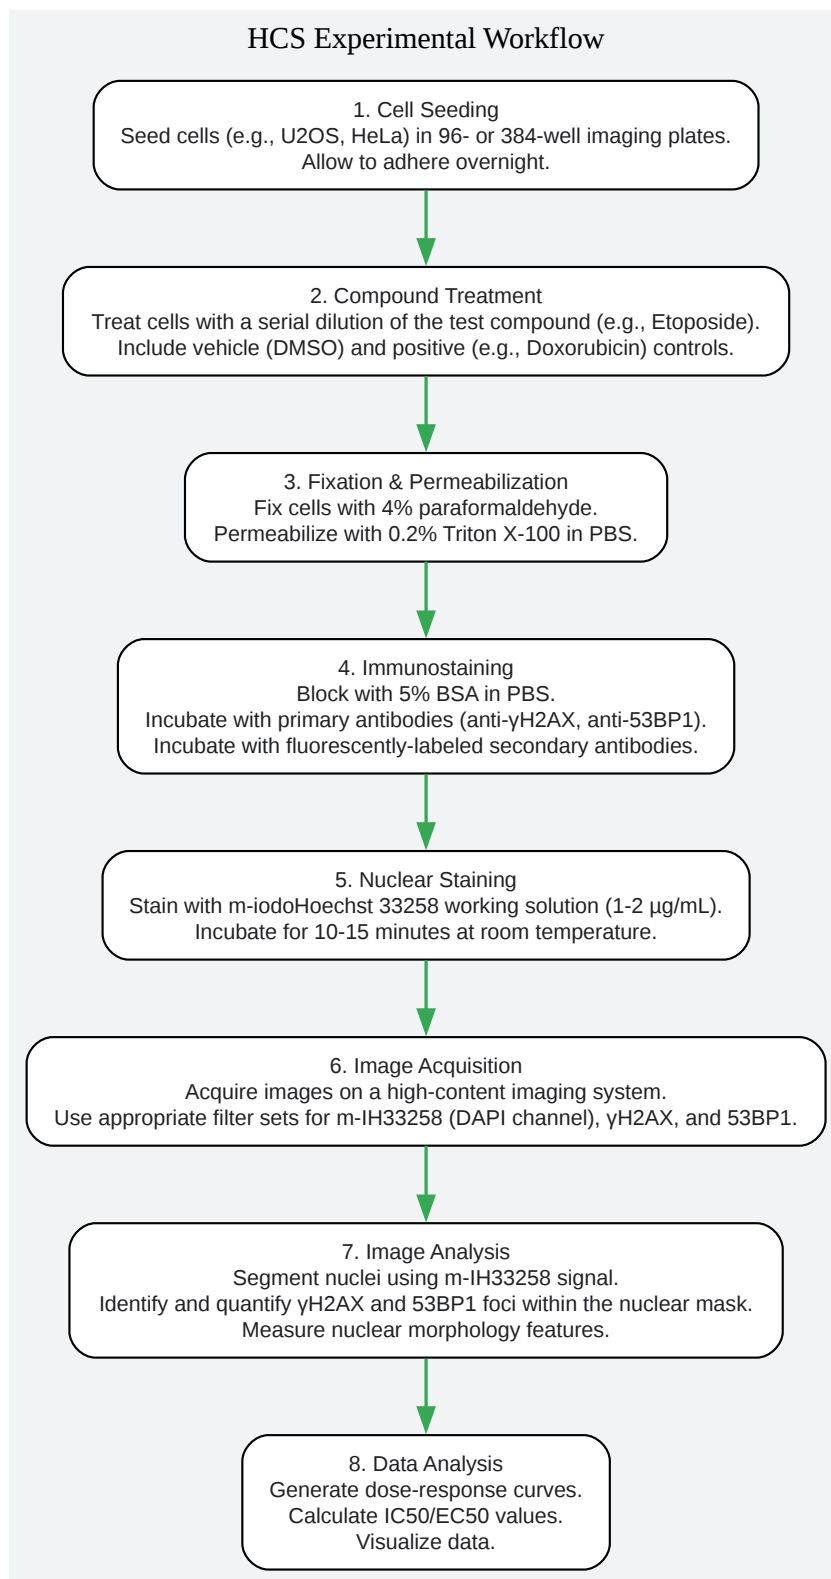 HCS Experimental Workflow
1. Cell Seeding
Seed cells (e.g., U2OS, HeLa) in 96- or 384-well imaging plates.
Allow to adhere overnight.
2. Compound Treatment
Treat cells with a serial dilution of the test compound (e.g., Etoposide).
Include vehicle (DMSO) and positive (e.g., Doxorubicin) controls.
3. Fixation & Permeabilization
Fix cells with 4% paraformaldehyde.
Permeabilize with 0.2% Triton X-100 in PBS.
4. Immunostaining
Block with 5% BSA in PBS.
Incubate with primary antibodies (anti-γH2AX, anti-53BP1).
Incubate with fluorescently-labeled secondary antibodies.
5. Nuclear Staining
Stain with m-iodoHoechst 33258 working solution (1-2 µg/mL).
Incubate for 10-15 minutes at room temperature.
6. Image Acquisition
Acquire images on a high-content imaging system.
Use appropriate filter sets for m-IH33258 (DAPI channel), γH2AX, and 53BP1.
7. Image Analysis
Segment nuclei using m-IH33258 signal.
Identify and quantify γH2AX and 53BP1 foci within the nuclear mask.
Measure nuclear morphology features.
8. Data Analysis
Generate dose-response curves.
Calculate IC50/EC50 values.
Visualize data.